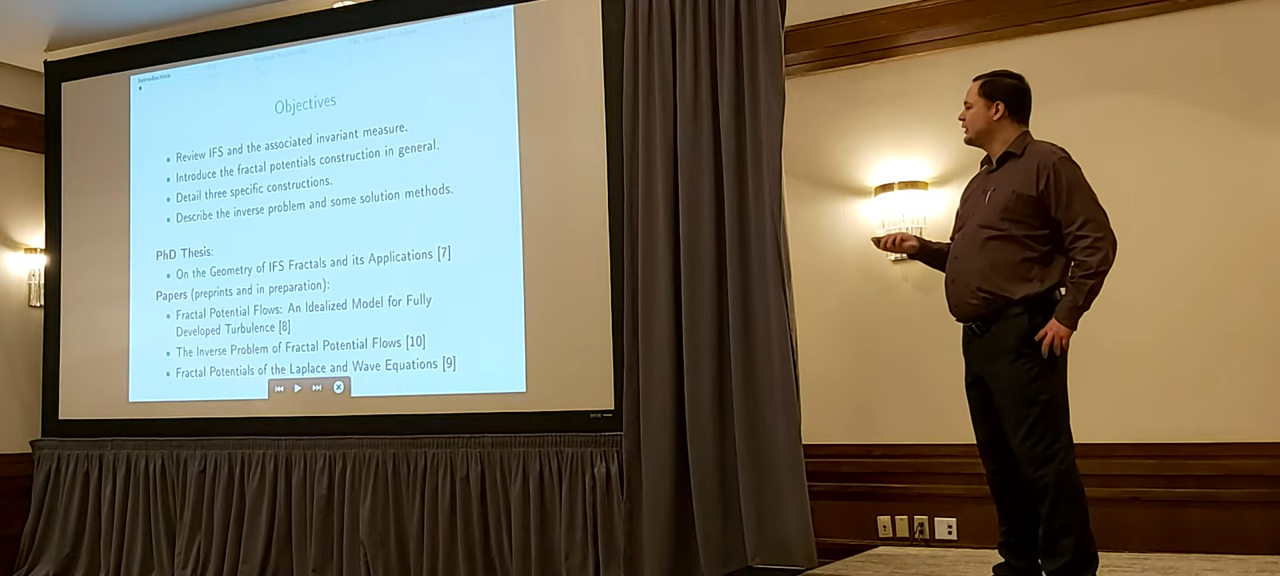 Introduction
Objectives
• Review IFS and the associated invariant measure.
• Introduce the fractal potentials construction in general.
• Detail three specific constructions.
• Describe the inverse problem and some solution methods.
PhD Thesis:
• On the Geometry of IFS Fractals and its Applications [7]
Papers (preprints and in preparation):
• Fractal Potential Flows: An Idealized Model for Fully
Developed Turbulence [8]
• The Inverse Problem of Fractal Potential Flows [10]
• Fractal Potentials of the Laplace and Wave Equations [9]